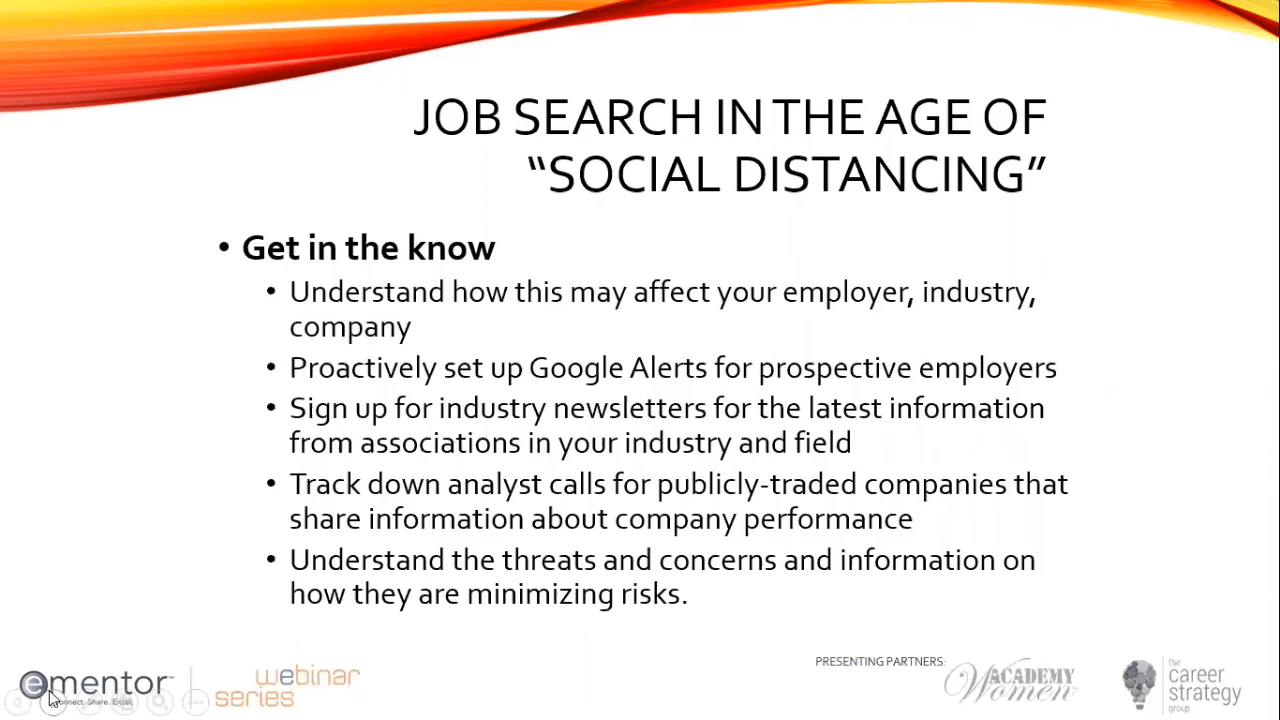 JOB SEARCH IN THE AGE OF
“SOCIAL DISTANCING”
• Get in the know
• Understand how this may affect your employer, industry,
company
• Proactively set up Google Alerts for prospective employers
• Sign up for industry newsletters for the latest information
from associations in your industry and field
• Track down analyst calls for publicly-traded companies that
share information about company performance
• Understand the threats and concerns and information on
how they are minimizing risks.
ementor™
Connect. Share. Excel.
webinar
series
PRESENTING PARTNERS:
ACADEMY
Women
the
career
strategy
group